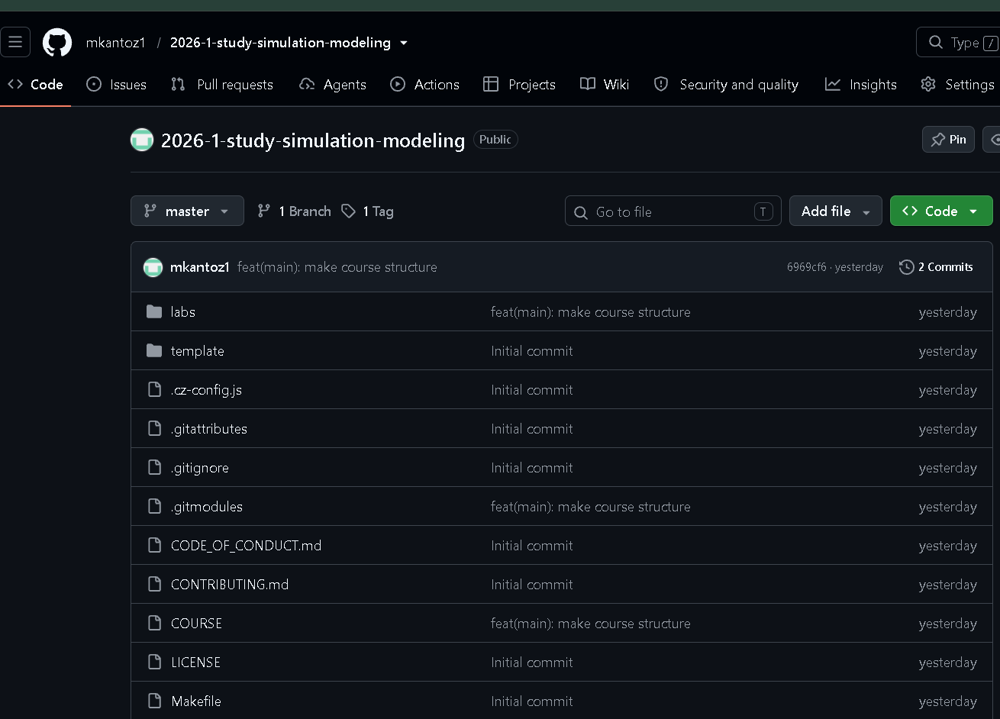 mkantoz1 / 2026-1-study-simulation-modeling
Type /
Code Issues Pull requests Agents Actions Projects Wiki Security and quality Insights Settings
2026-1-study-simulation-modeling Public
Pin
master 1 Branch 1 Tag
Go to file T
Add file
Code
mkantoz1 feat(main): make course structure 6969cf6 · yesterday 2 Commits
labs feat(main): make course structure yesterday
template Initial commit yesterday
.cz-config.js Initial commit yesterday
.gitattributes Initial commit yesterday
.gitignore Initial commit yesterday
.gitmodules feat(main): make course structure yesterday
CODE_OF_CONDUCT.md Initial commit yesterday
CONTRIBUTING.md Initial commit yesterday
COURSE feat(main): make course structure yesterday
LICENSE Initial commit yesterday
Makefile Initial commit yesterday